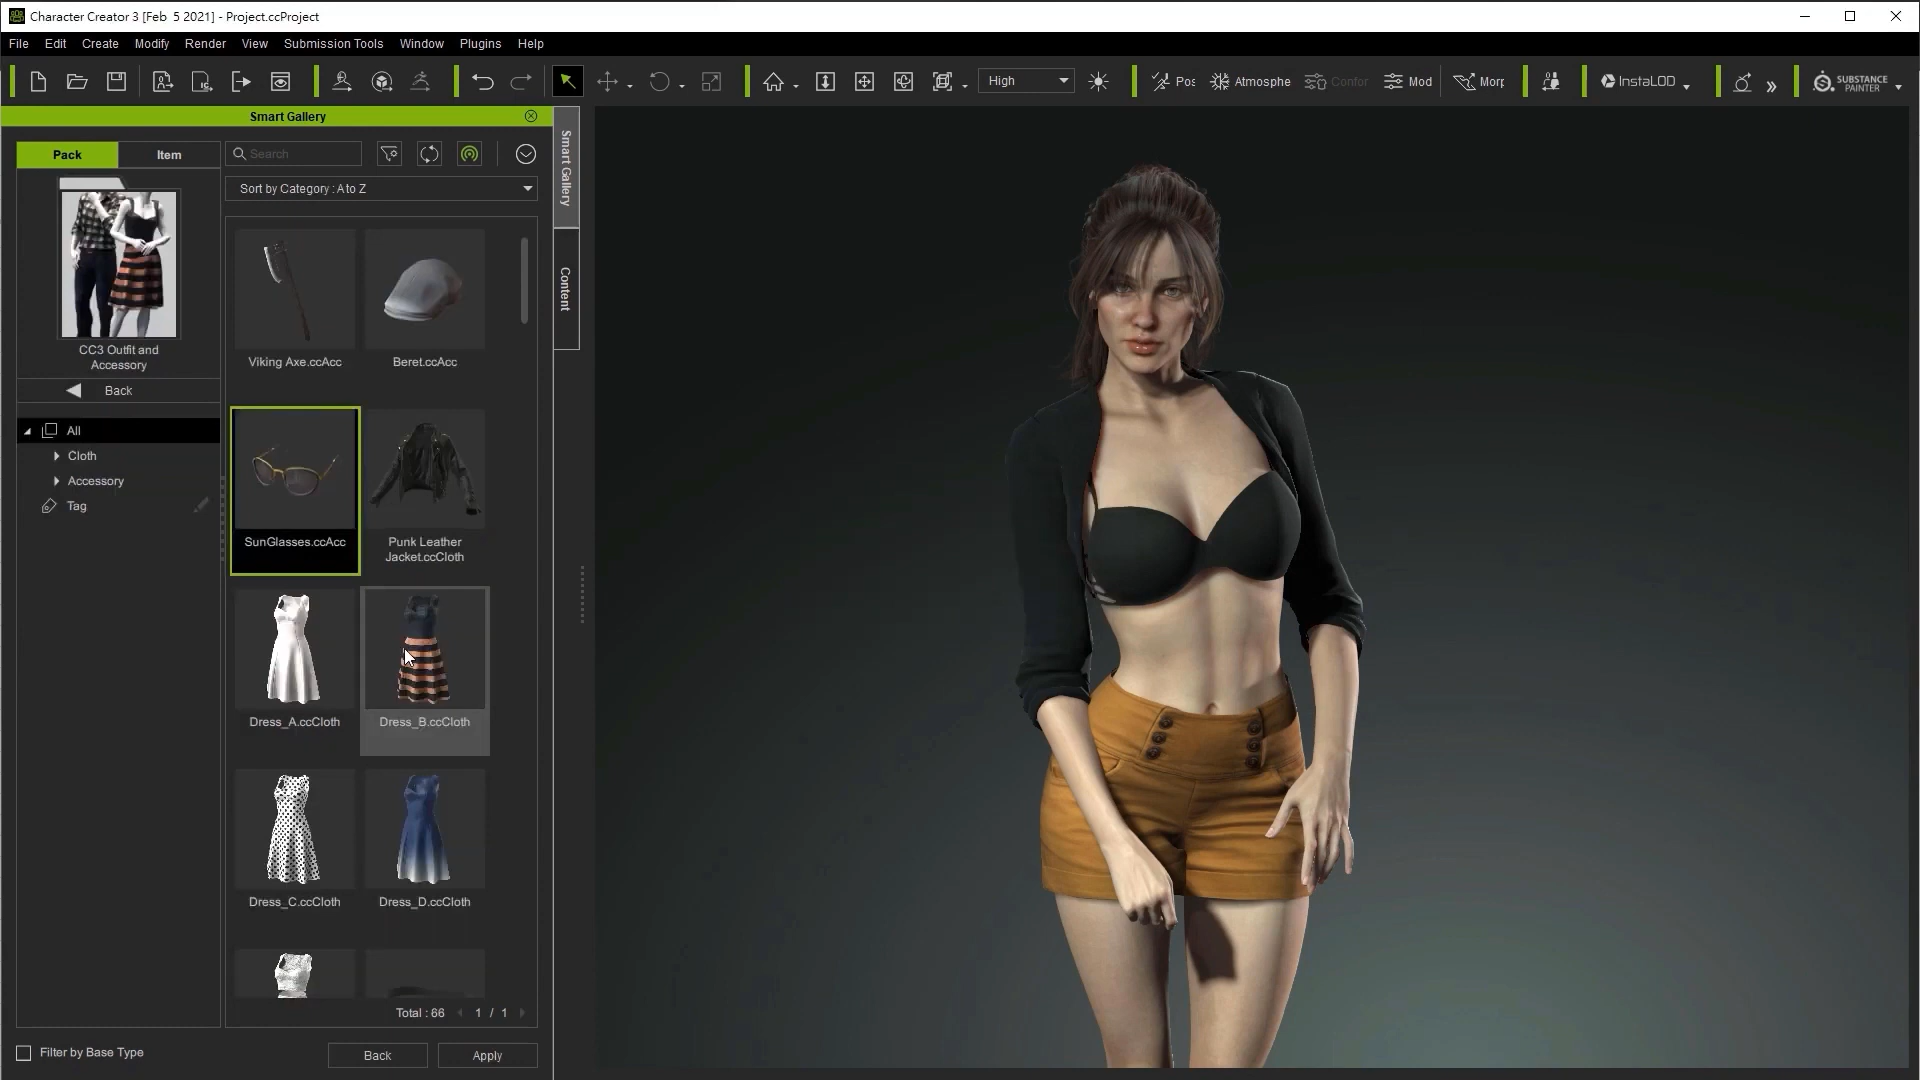 Character Creator 3 [Feb  5 2021] - Project.ccProject
File Edit Create Modify Render View Submission Tools Window Plugins Help
High Pos Atmosphe Confor Mod Morp InstaLOD SUBSTANCE PAINTER
Smart Gallery
Pack Item Search
Sort by Category : A to Z
Smart Gallery
Content
CC3 Outfit and
Accessory
Back
All
Cloth
Accessory
Tag
Viking Axe.ccAcc Beret.ccAcc
SunGlasses.ccAcc Punk Leather
Jacket.ccCloth
Dress_A.ccCloth Dress_B.ccCloth
Dress_C.ccCloth Dress_D.ccCloth
Total : 66 1 / 1
Filter by Base Type Back Apply